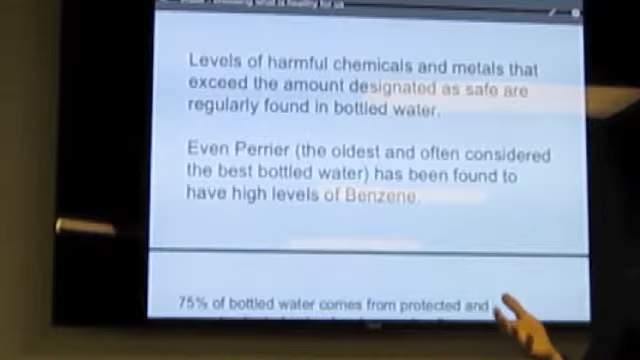 Levels of harmful chemicals and metals that
exceed the amount designated as safe are
regularly found in bottled water.
Even Perrier (the oldest and often considered
the best bottled water) has been found to
have high levels of Benzene.
75% of bottled water comes from protected and